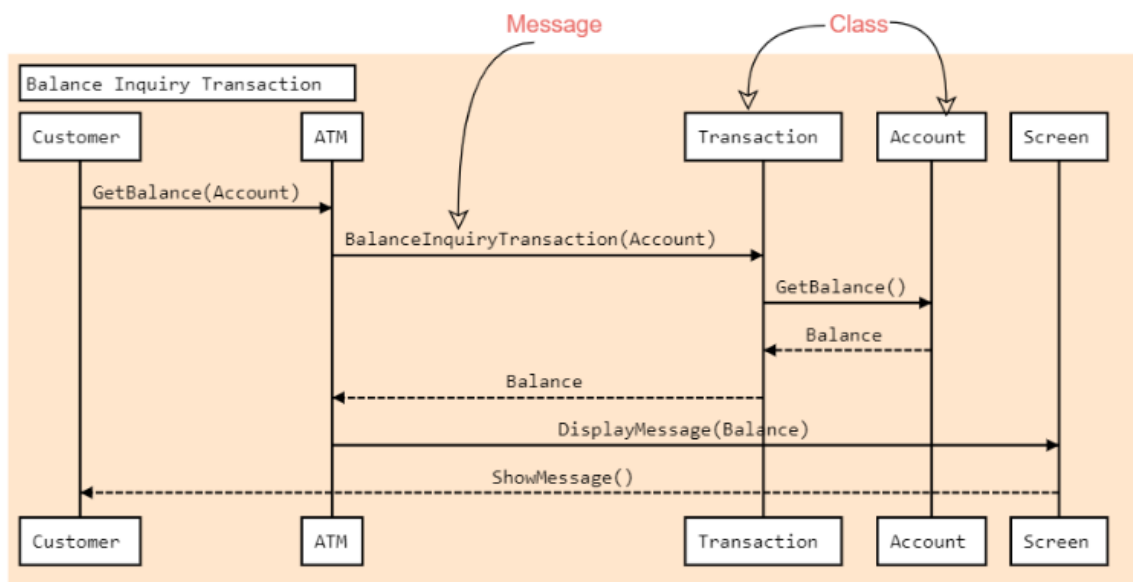 Message
Class
Balance Inquiry Transaction
Customer
ATM
Transaction
Account
Screen
GetBalance(Account)
BalanceInquiryTransaction(Account)
GetBalance()
Balance
Balance
DisplayMessage(Balance)
ShowMessage()
Customer
ATM
Transaction
Account
Screen